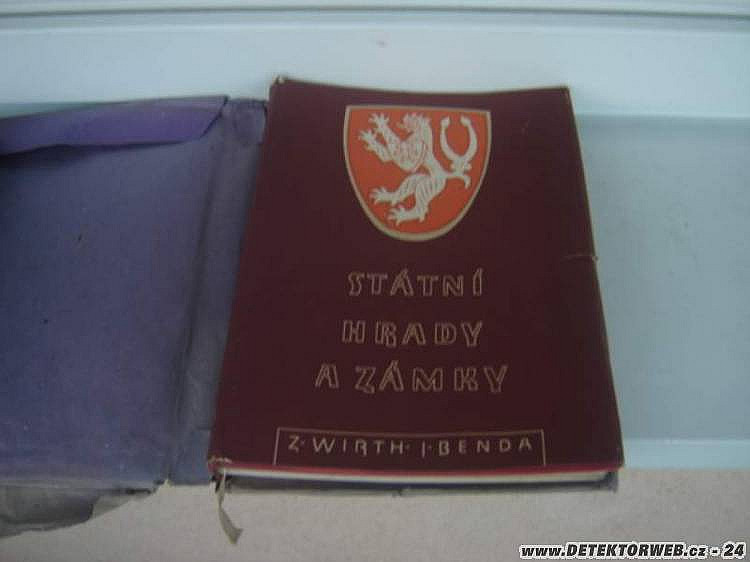 STÁTNÍ
HRADY
A ZÁMKY
Z·WIRTH·J·BENDA
www.DETEKTORWEB.cz - 24